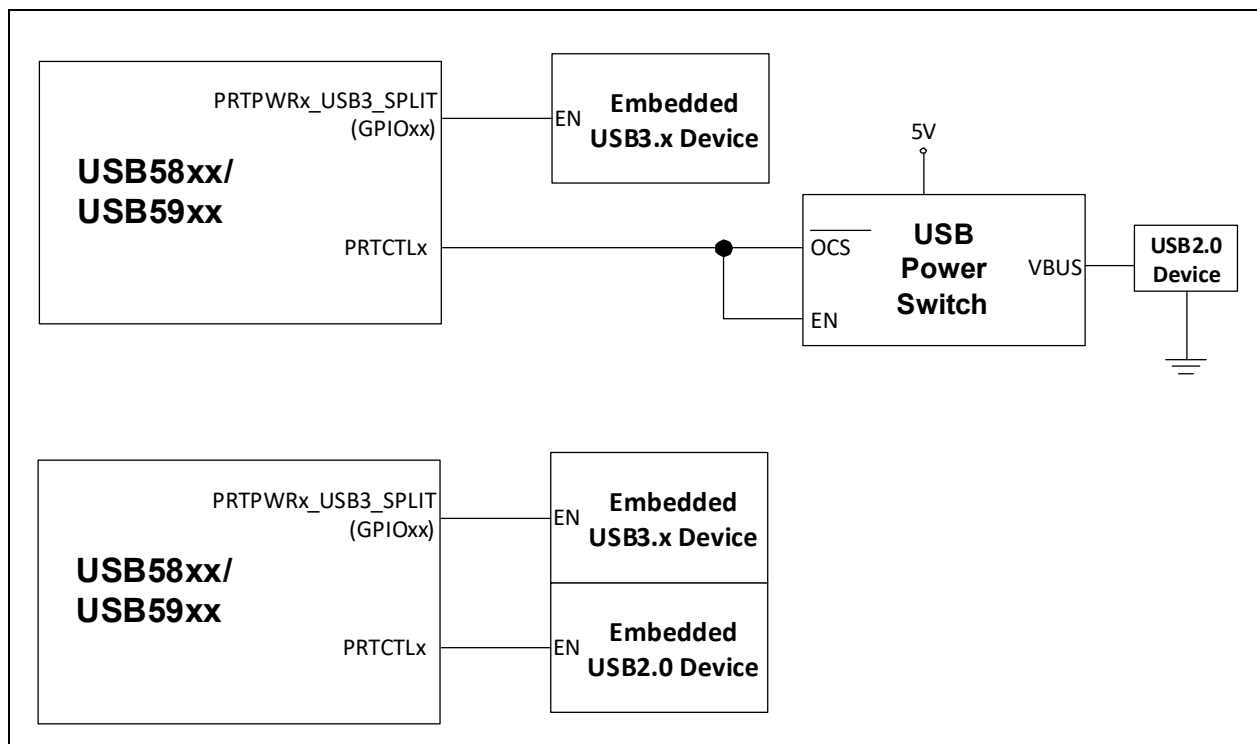 PRTPWRx_USB3_SPLIT
(GPIOxx)
USB58xx/
USB59xx
PRTCTLx
EN
Embedded
USB3.x Device
5V
OCS
EN
USB
Power
Switch
VBUS
USB2.0
Device
PRTPWRx_USB3_SPLIT
(GPIOxx)
USB58xx/
USB59xx
PRTCTLx
EN
Embedded
USB3.x Device
EN
Embedded
USB2.0 Device